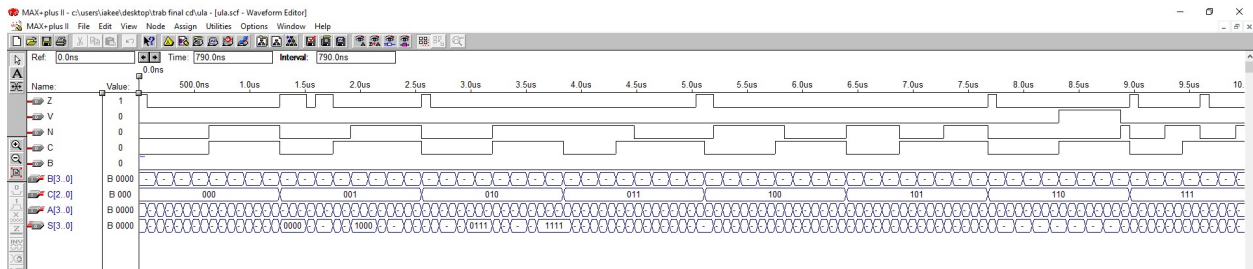 MAX+plus II - c:\users\iakee\desktop\trab final cd\ula - [ula.scf - Waveform Editor]
MAX+plus II File Edit View Node Assign Utilities Options Window Help
Ref: 0.0ns Time: 790.0ns Interval: 790.0ns
0.0ns
Name: Value: 500.0ns 1.0us 1.5us 2.0us 2.5us 3.0us 3.5us 4.0us 4.5us 5.0us 5.5us 6.0us 6.5us 7.0us 7.5us 8.0us 8.5us 9.0us 9.5us 10.
Z 1
V 0
N 0
C 0
B 0
B[3..0] B 0000
C[2..0] B 000 000 001 010 011 100 101 110 111
A[3..0] B 0000
S[3..0] B 0000 0000 1000 0111 1111